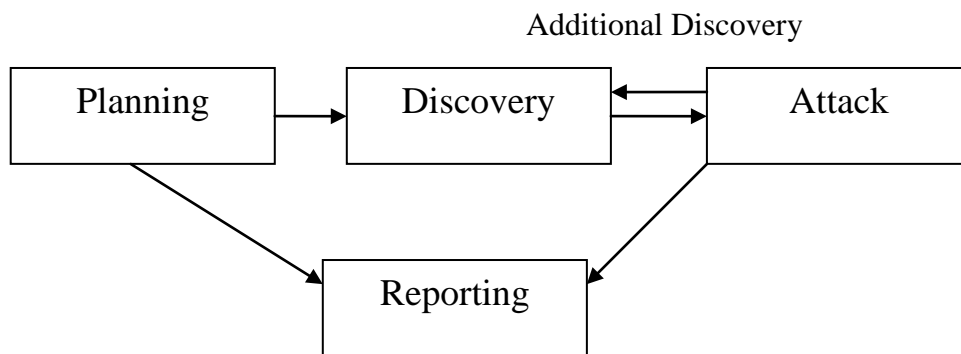 Additional Discovery
Planning
Discovery
Attack
Reporting